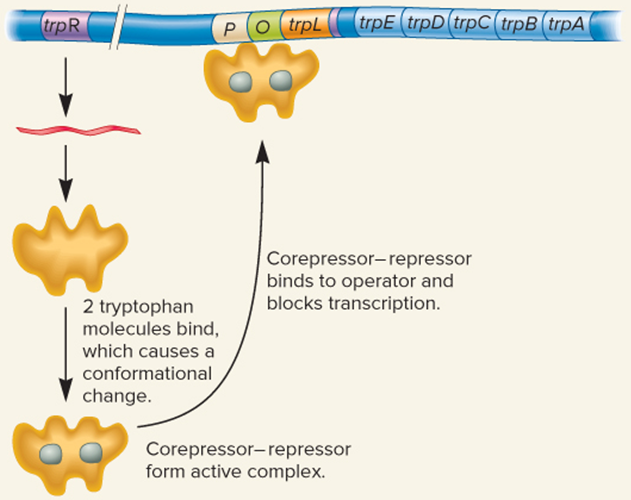 trpR P O trpL trpE trpD trpC trpB trpA
Corepressor–repressor
binds to operator and
blocks transcription.
2 tryptophan
molecules bind,
which causes a
conformational
change.
Corepressor–repressor
form active complex.